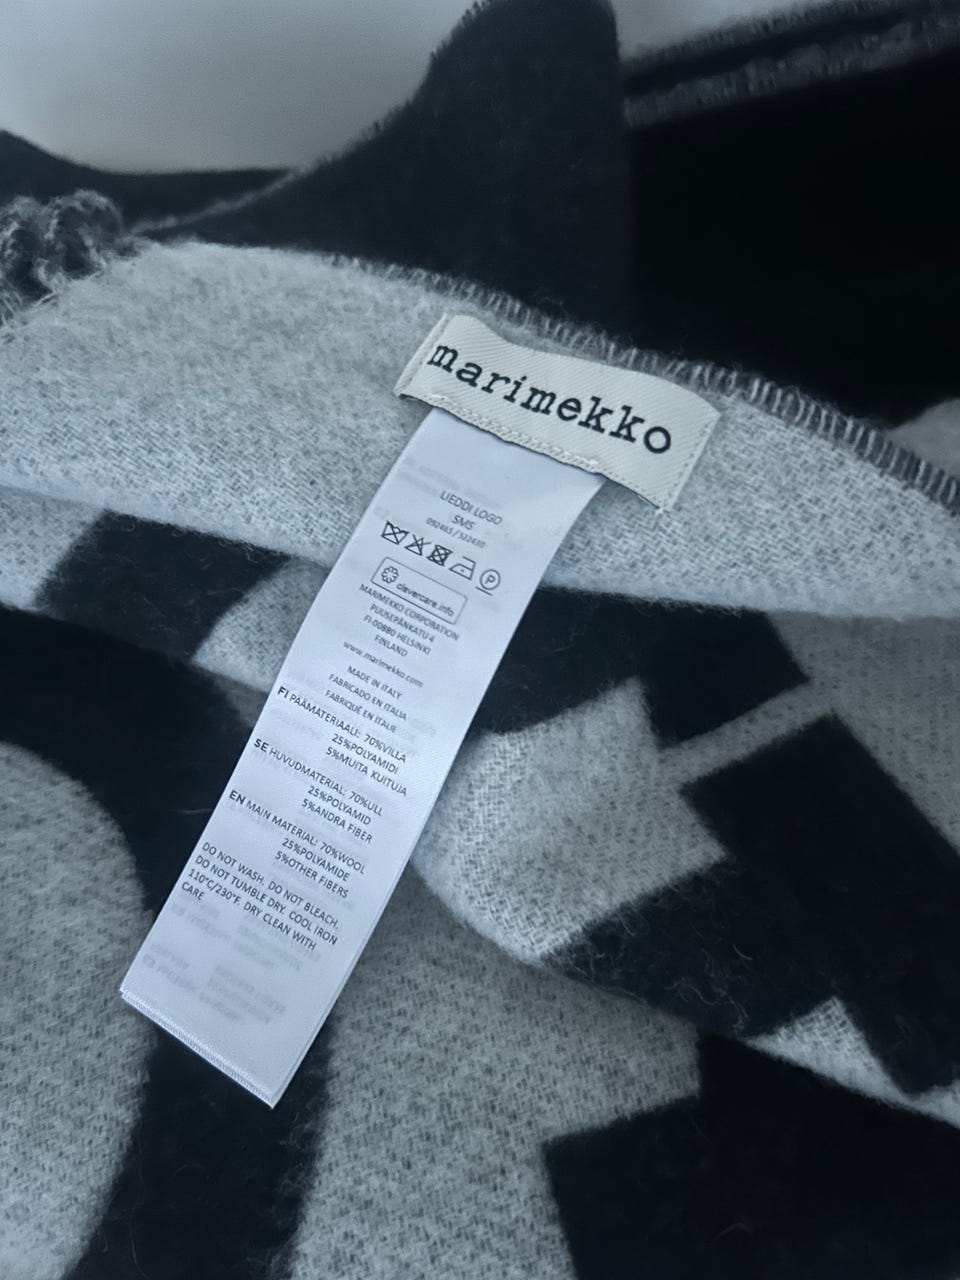 marimekko
LIEDDI LOGO
SMS
092465 / 522430
P
clevercare.info
MARIMEKKO CORPORATION
PUUSEPÄNKATU 4
FI-00880 HELSINKI
FINLAND
www.marimekko.com
MADE IN ITALY
FABRICADO EN ITALIA
FABRIQUÉ EN ITALIE
FI PÄÄMATERIAALI: 70%VILLA
25%POLYAMIDI
5%MUITA KUITUJA
SE HUVUDMATERIAL: 70%ULL
25%POLYAMID
5%ANDRA FIBER
EN MAIN MATERIAL: 70%WOOL
25%POLYAMIDE
5%OTHER FIBERS
DO NOT WASH. DO NOT BLEACH.
DO NOT TUMBLE DRY. COOL IRON
110°C/230°F. DRY CLEAN WITH
CARE